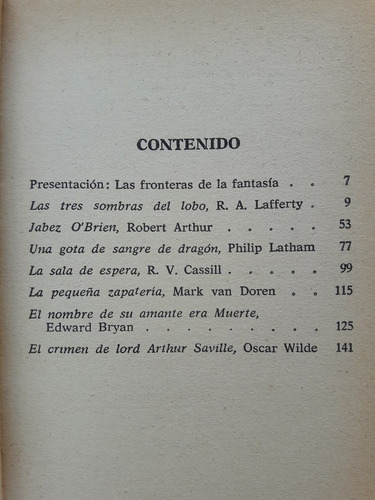 CONTENIDO
Presentación: Las fronteras de la fantasía . . 7
Las tres sombras del lobo, R. A. Lafferty . 9
Jabez O'Brien, Robert Arthur . . . . . 53
Una gota de sangre de dragón, Philip Latham 77
La sala de espera, R. V. Cassill . . . . 99
La pequeña zapatería, Mark van Doren . . 115
El nombre de su amante era Muerte,
Edward Bryan . . . . . . . . . 125
El crimen de lord Arthur Saville, Oscar Wilde 141